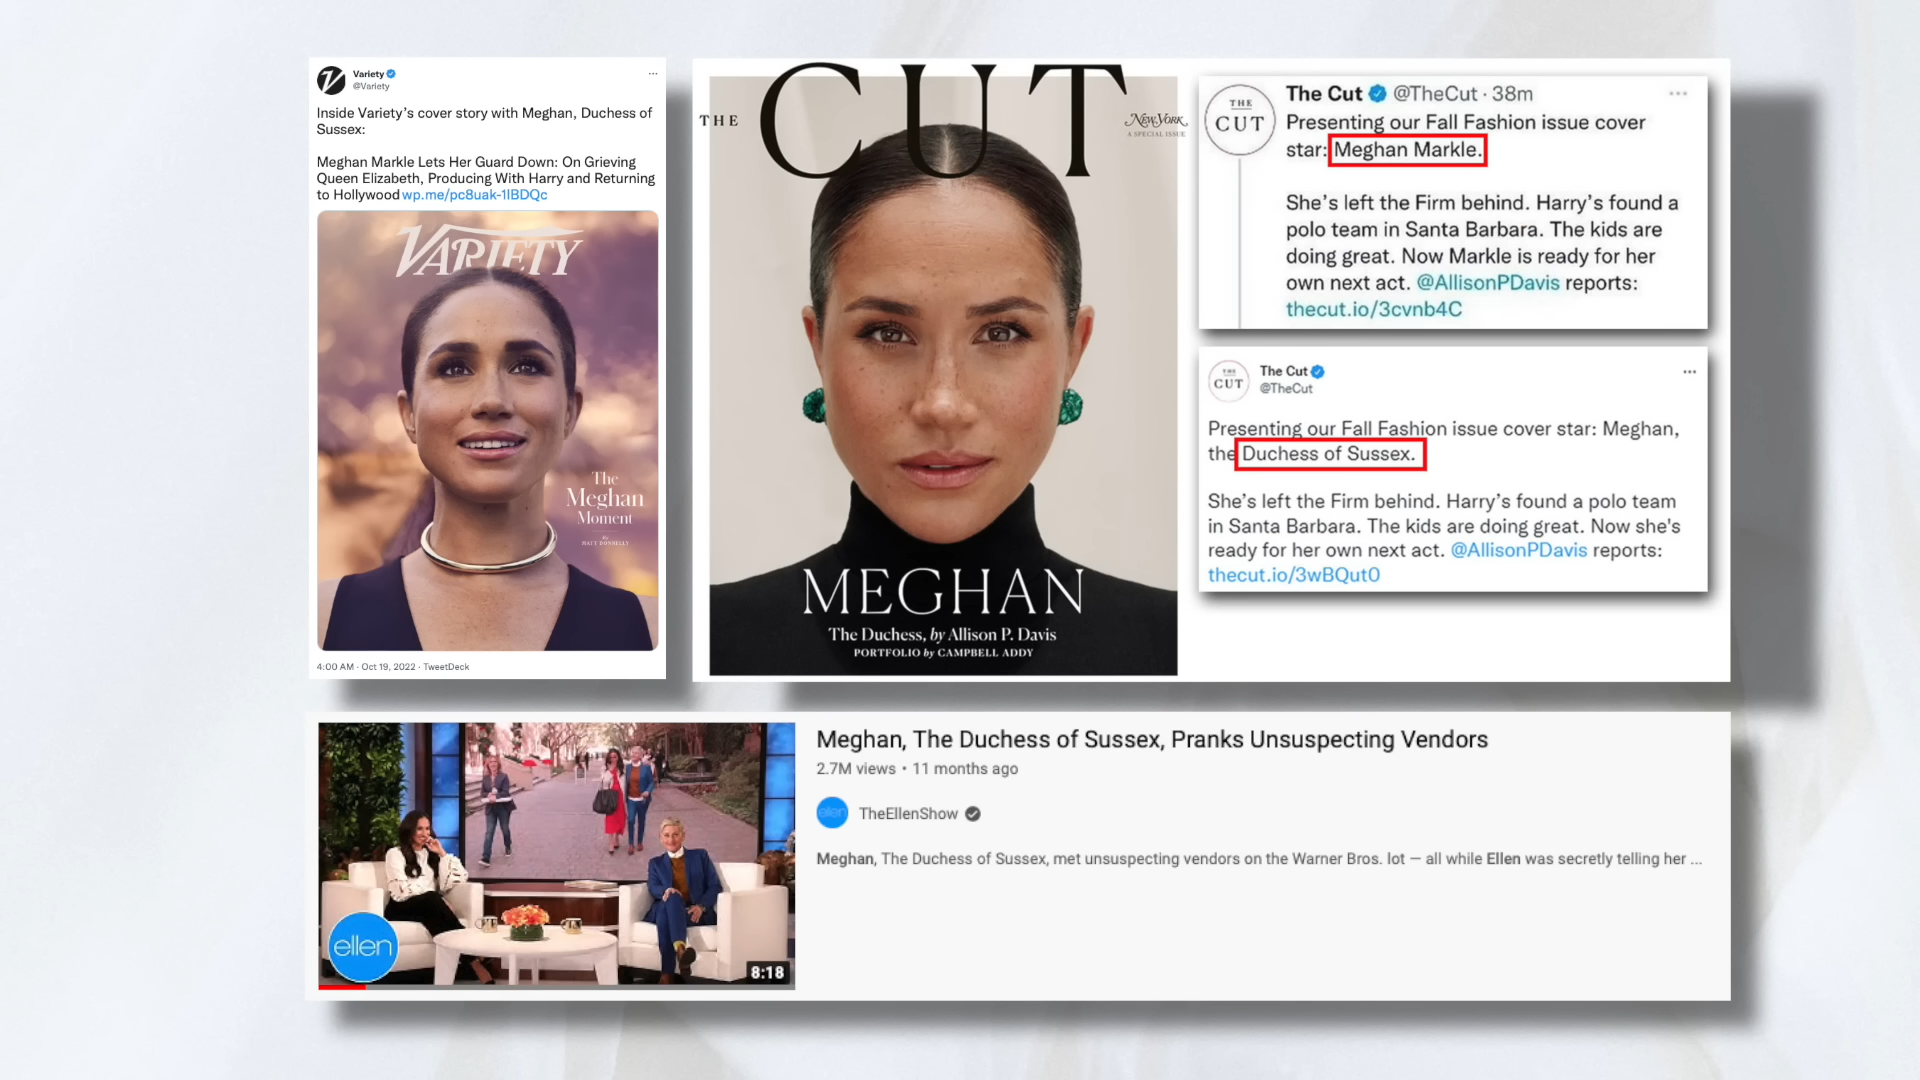 Variety
@Variety
Inside Variety's cover story with Meghan, Duchess of
Sussex:
Meghan Markle Lets Her Guard Down: On Grieving
Queen Elizabeth, Producing With Harry and Returning
to Hollywood wp.me/pc8uak-1lBDQc
VARIETY
The
Meghan
Moment
By
MATT DONNELLY
4:00 AM · Oct 19, 2022 · TweetDeck
THE CUT
NEW YORK
A SPECIAL ISSUE
MEGHAN
The Duchess, by Allison P. Davis
PORTFOLIO by CAMPBELL ADDY
THE
CUT
The Cut @TheCut · 38m
Presenting our Fall Fashion issue cover
star: Meghan Markle.
She's left the Firm behind. Harry's found a
polo team in Santa Barbara. The kids are
doing great. Now Markle is ready for her
own next act. @AllisonPDavis reports:
thecut.io/3cvnb4C
THE
CUT
The Cut
@TheCut
Presenting our Fall Fashion issue cover star: Meghan,
the Duchess of Sussex.
She's left the Firm behind. Harry's found a polo team
in Santa Barbara. The kids are doing great. Now she's
ready for her own next act. @AllisonPDavis reports:
thecut.io/3wBQut0
ellen
8:18
Meghan, The Duchess of Sussex, Pranks Unsuspecting Vendors
2.7M views • 11 months ago
ellen
TheEllenShow
Meghan, The Duchess of Sussex, met unsuspecting vendors on the Warner Bros. lot — all while Ellen was secretly telling her ...